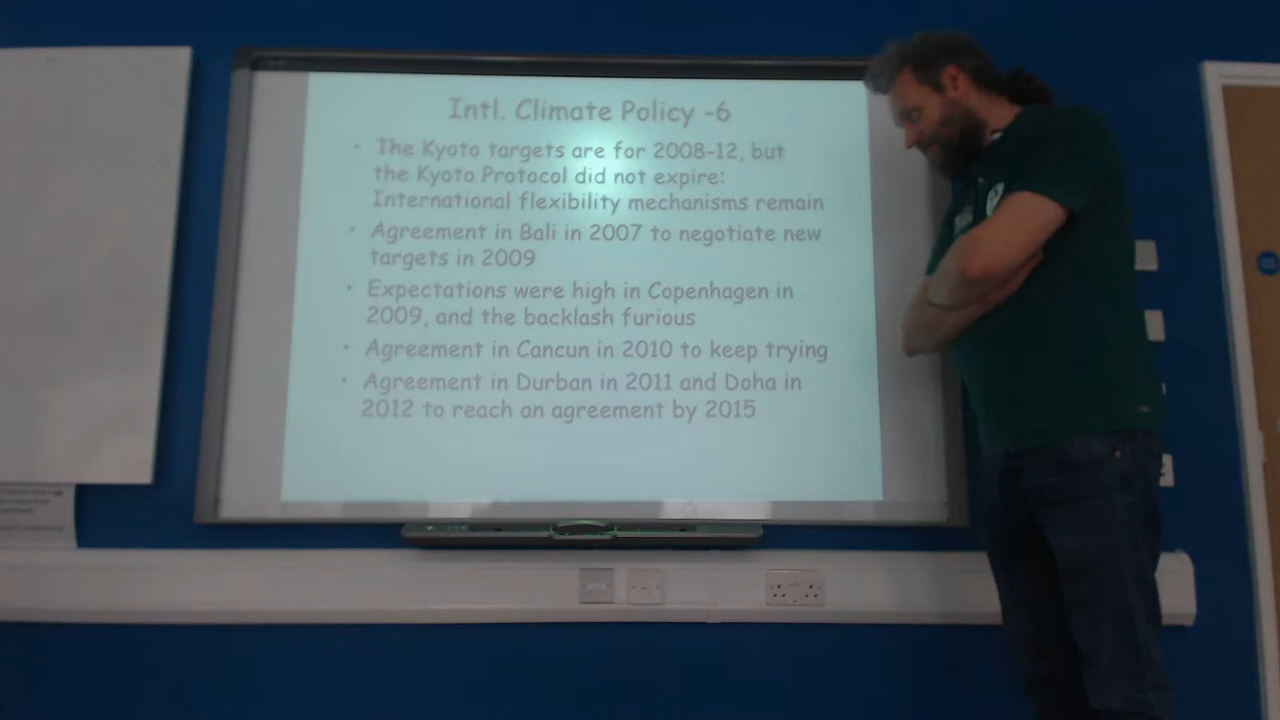 Intl. Climate Policy -6
• The Kyoto targets are for 2008-12, but
the Kyoto Protocol did not expire:
International flexibility mechanisms remain
• Agreement in Bali in 2007 to negotiate new
targets in 2009
• Expectations were high in Copenhagen in
2009, and the backlash furious
• Agreement in Cancun in 2010 to keep trying
• Agreement in Durban in 2011 and Doha in
2012 to reach an agreement by 2015